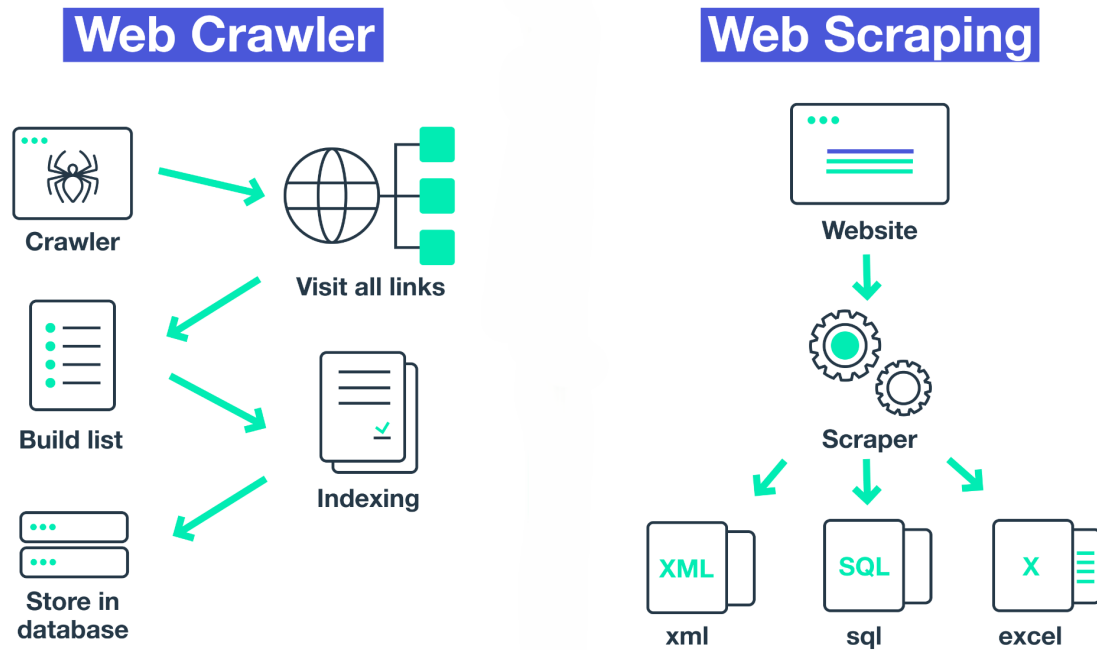 Web Crawler
Crawler
Visit all links
Build list
Indexing
Store in
database
Web Scraping
Website
Scraper
XML
xml
SQL
sql
X
excel